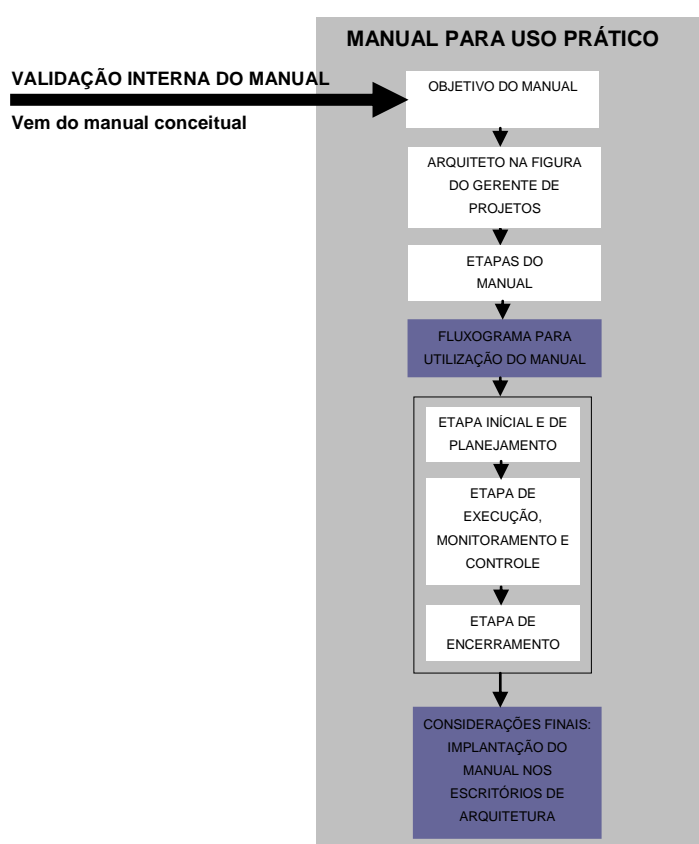 MANUAL PARA USO PRÁTICO
VALIDAÇÃO INTERNA DO MANUAL
Vem do manual conceitual
OBJETIVO DO MANUAL
ARQUITETO NA FIGURA
DO GERENTE DE
PROJETOS
ETAPAS DO
MANUAL
FLUXOGRAMA PARA
UTILIZAÇÃO DO MANUAL
ETAPA INÍCIAL E DE
PLANEJAMENTO
ETAPA DE
EXECUÇÃO,
MONITORAMENTO E
CONTROLE
ETAPA DE
ENCERRAMENTO
CONSIDERAÇÕES FINAIS:
IMPLANTAÇÃO DO
MANUAL NOS
ESCRITÓRIOS DE
ARQUITETURA